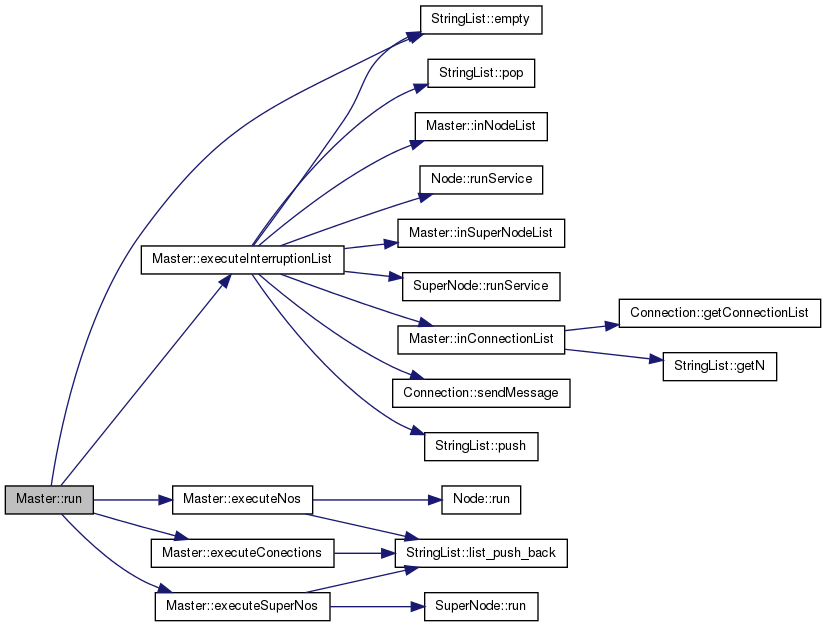 StringList::empty
StringList::pop
Master::inNodeList
Node::runService
Master::inSuperNodeList
Master::executeInterruptionList
SuperNode::runService
Connection::getConnectionList
Master::inConnectionList
StringList::getN
Connection::sendMessage
StringList::push
Master::run
Master::executeNos
Node::run
Master::executeConections
StringList::list_push_back
Master::executeSuperNos
SuperNode::run